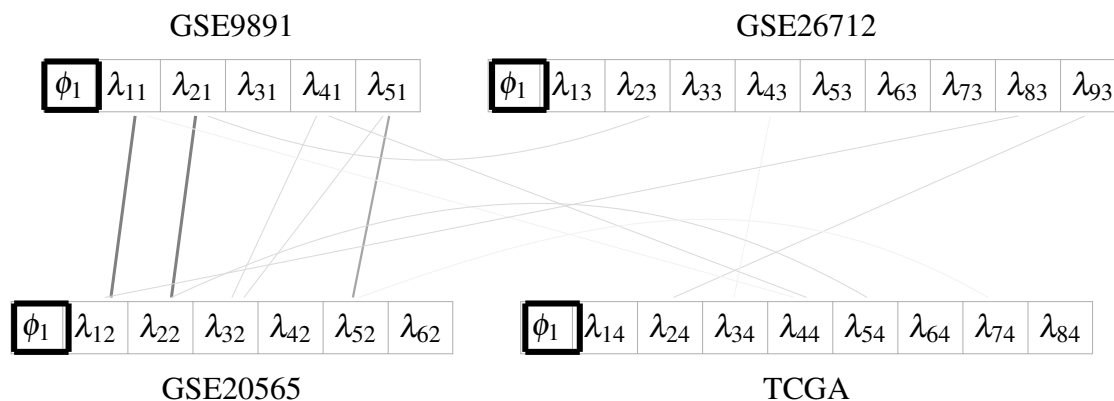 GSE9891 GSE26712
ϕ₁ λ₁₁ λ₂₁ λ₃₁ λ₄₁ λ₅₁ ϕ₁ λ₁₃ λ₂₃ λ₃₃ λ₄₃ λ₅₃ λ₆₃ λ₇₃ λ₈₃ λ₉₃
ϕ₁ λ₁₂ λ₂₂ λ₃₂ λ₄₂ λ₅₂ λ₆₂ ϕ₁ λ₁₄ λ₂₄ λ₃₄ λ₄₄ λ₅₄ λ₆₄ λ₇₄ λ₈₄
GSE20565 TCGA